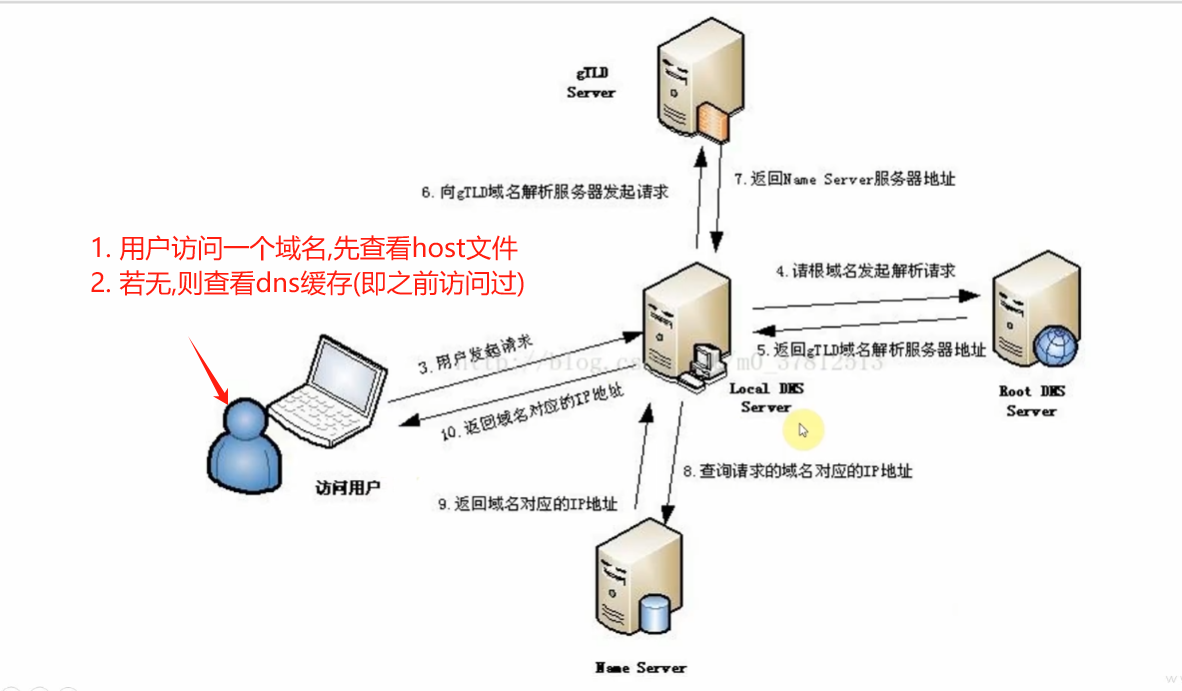 gTLD
Server
6.向gTLD域名解析服务器发起请求
7.返回Name Server服务器地址
1. 用户访问一个域名,先查看host文件
2. 若无,则查看dns缓存(即之前访问过)
4.请根域名发起解析请求
5.返回gTLD域名解析服务器地址
3.用户发起请求
http://blog.cs
/m0_37812513
Local DNS
Server
Root DNS
Server
10.返回域名对应的IP地址
8.查询请求的域名对应的IP地址
访问用户
9.返回域名对应的IP地址
Name Server